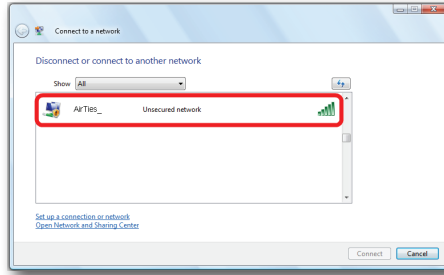 Connect to a network
Disconnect or connect to another network
Show All
AirTies_ Unsecured network
Set up a connection or network
Open Network and Sharing Center
Connect Cancel